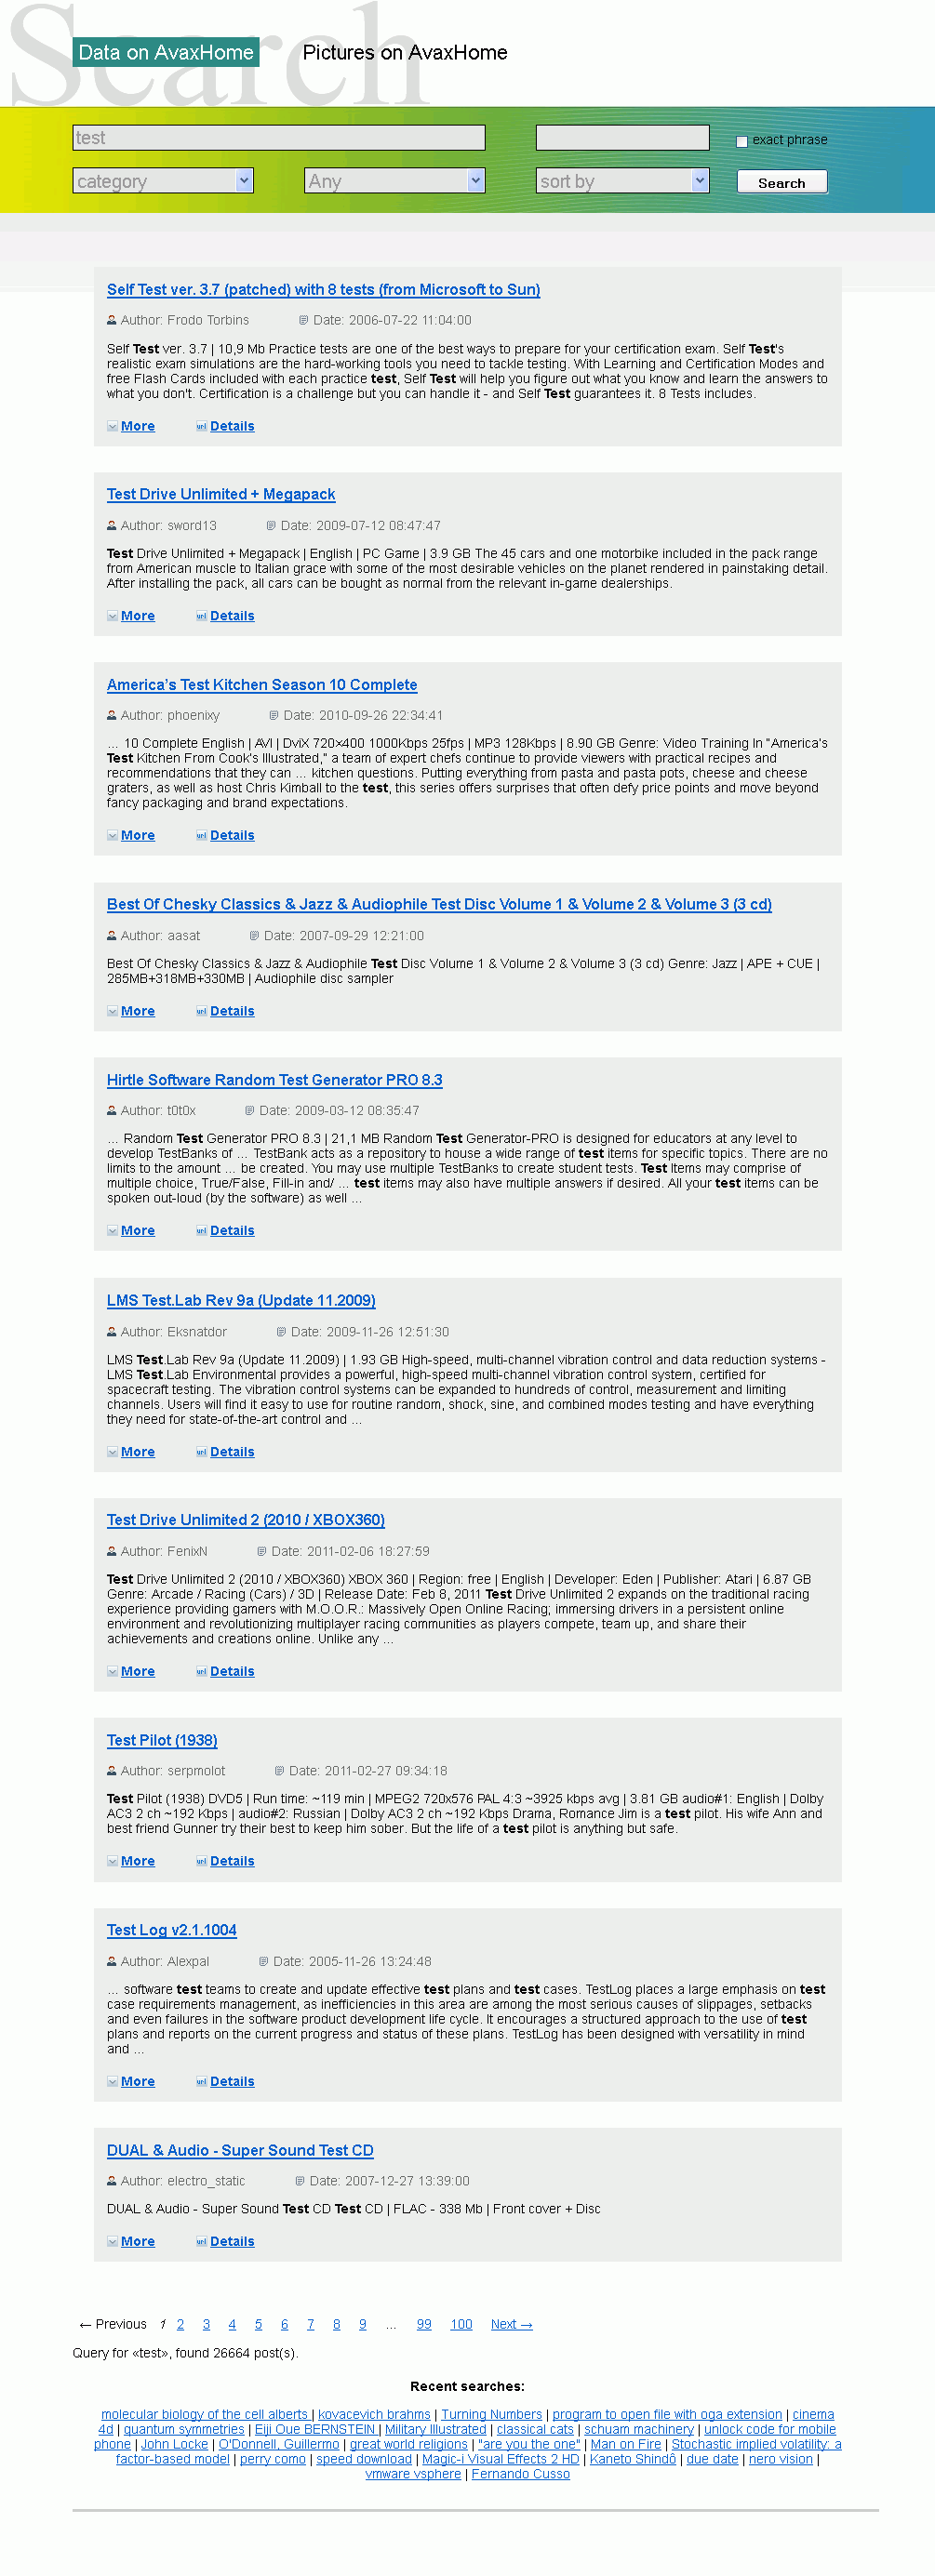 Search
Data on AvaxHome Pictures on AvaxHome
test exact phrase
category Any sort by Search
Self Test ver. 3.7 (patched) with 8 tests (from Microsoft to Sun)
Author: Frodo Torbins Date: 2006-07-22 11:04:00
Self Test ver. 3.7 | 10,9 Mb Practice tests are one of the best ways to prepare for your certification exam. Self Test's
realistic exam simulations are the hard-working tools you need to tackle testing. With Learning and Certification Modes and
free Flash Cards included with each practice test, Self Test will help you figure out what you know and learn the answers to
what you don't. Certification is a challenge but you can handle it - and Self Test guarantees it. 8 Tests includes.
More url Details
Test Drive Unlimited + Megapack
Author: sword13 Date: 2009-07-12 08:47:47
Test Drive Unlimited + Megapack | English | PC Game | 3.9 GB The 45 cars and one motorbike included in the pack range
from American muscle to Italian grace with some of the most desirable vehicles on the planet rendered in painstaking detail.
After installing the pack, all cars can be bought as normal from the relevant in-game dealerships.
More url Details
America's Test Kitchen Season 10 Complete
Author: phoenixy Date: 2010-09-26 22:34:41
... 10 Complete English | AVI | DviX 720x400 1000Kbps 25fps | MP3 128Kbps | 8.90 GB Genre: Video Training In "America's
Test Kitchen From Cook's Illustrated," a team of expert chefs continue to provide viewers with practical recipes and
recommendations that they can ... kitchen questions. Putting everything from pasta and pasta pots, cheese and cheese
graters, as well as host Chris Kimball to the test, this series offers surprises that often defy price points and move beyond
fancy packaging and brand expectations.
More url Details
Best Of Chesky Classics & Jazz & Audiophile Test Disc Volume 1 & Volume 2 & Volume 3 (3 cd)
Author: aasat Date: 2007-09-29 12:21:00
Best Of Chesky Classics & Jazz & Audiophile Test Disc Volume 1 & Volume 2 & Volume 3 (3 cd) Genre: Jazz | APE + CUE |
285MB+318MB+330MB | Audiophile disc sampler
More url Details
Hirtle Software Random Test Generator PRO 8.3
Author: t0t0x Date: 2009-03-12 08:35:47
... Random Test Generator PRO 8.3 | 21,1 MB Random Test Generator-PRO is designed for educators at any level to
develop TestBanks of ... TestBank acts as a repository to house a wide range of test items for specific topics. There are no
limits to the amount ... be created. You may use multiple TestBanks to create student tests. Test Items may comprise of
multiple choice, True/False, Fill-in and/ ... test items may also have multiple answers if desired. All your test items can be
spoken out-loud (by the software) as well ...
More url Details
LMS Test.Lab Rev 9a (Update 11.2009)
Author: Eksnatdor Date: 2009-11-26 12:51:30
LMS Test.Lab Rev 9a (Update 11.2009) | 1.93 GB High-speed, multi-channel vibration control and data reduction systems -
LMS Test.Lab Environmental provides a powerful, high-speed multi-channel vibration control system, certified for
spacecraft testing. The vibration control systems can be expanded to hundreds of control, measurement and limiting
channels. Users will find it easy to use for routine random, shock, sine, and combined modes testing and have everything
they need for state-of-the-art control and ...
More url Details
Test Drive Unlimited 2 (2010 / XBOX360)
Author: FenixN Date: 2011-02-06 18:27:59
Test Drive Unlimited 2 (2010 / XBOX360) XBOX 360 | Region: free | English | Developer: Eden | Publisher: Atari | 6.87 GB
Genre: Arcade / Racing (Cars) / 3D | Release Date: Feb 8, 2011 Test Drive Unlimited 2 expands on the traditional racing
experience providing gamers with M.O.O.R.: Massively Open Online Racing; immersing drivers in a persistent online
environment and revolutionizing multiplayer racing communities as players compete, team up, and share their
achievements and creations online. Unlike any ...
More url Details
Test Pilot (1938)
Author: serpmolot Date: 2011-02-27 09:34:18
Test Pilot (1938) DVD5 | Run time: ~119 min | MPEG2 720x576 PAL 4:3 ~3925 kbps avg | 3.81 GB audio#1: English | Dolby
AC3 2 ch ~192 Kbps | audio#2: Russian | Dolby AC3 2 ch ~192 Kbps Drama, Romance Jim is a test pilot. His wife Ann and
best friend Gunner try their best to keep him sober. But the life of a test pilot is anything but safe.
More url Details
Test Log v2.1.1004
Author: Alexpal Date: 2005-11-26 13:24:48
... software test teams to create and update effective test plans and test cases. TestLog places a large emphasis on test
case requirements management, as inefficiencies in this area are among the most serious causes of slippages, setbacks
and even failures in the software product development life cycle. It encourages a structured approach to the use of test
plans and reports on the current progress and status of these plans. TestLog has been designed with versatility in mind
and ...
More url Details
DUAL & Audio - Super Sound Test CD
Author: electro_static Date: 2007-12-27 13:39:00
DUAL & Audio - Super Sound Test CD Test CD | FLAC - 338 Mb | Front cover + Disc
More url Details
← Previous 1 2 3 4 5 6 7 8 9 ... 99 100 Next →
Query for «test», found 26664 post(s).
Recent searches:
molecular biology of the cell alberts | kovacevich brahms | Turning Numbers | program to open file with oga extension | cinema
4d | quantum symmetries | Eiji Oue BERNSTEIN | Military Illustrated | classical cats | schuam machinery | unlock code for mobile
phone | John Locke | O'Donnell, Guillermo | great world religions | "are you the one" | Man on Fire | Stochastic implied volatility: a
factor-based model | perry como | speed download | Magic-i Visual Effects 2 HD | Kaneto Shindô | due date | nero vision |
vmware vsphere | Fernando Cusso